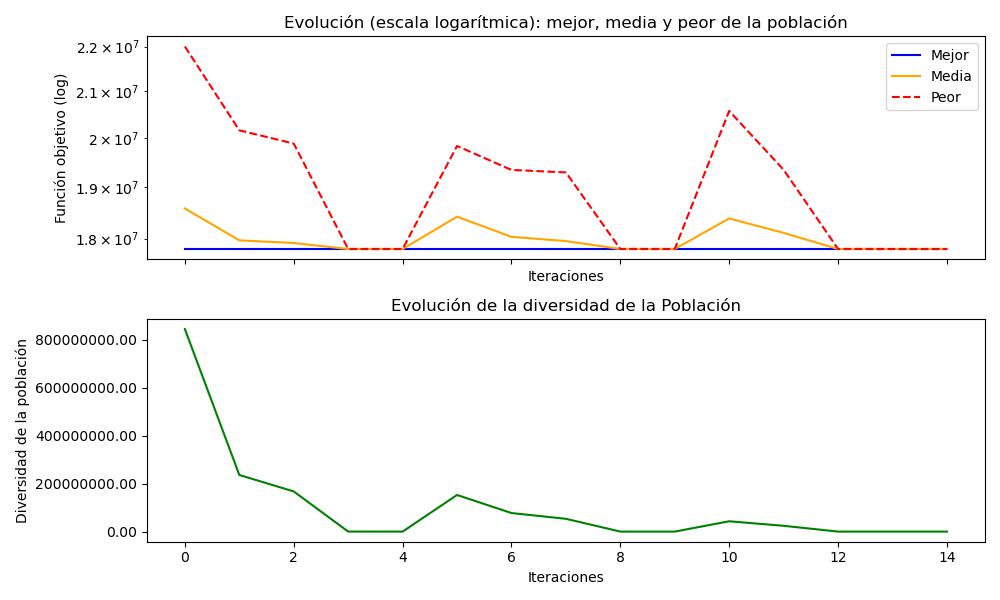 Evolución (escala logarítmica): mejor, media y peor de la población
Función objetivo (log)
2.2 × 10⁷
2.1 × 10⁷
2 × 10⁷
1.9 × 10⁷
1.8 × 10⁷
Mejor
Media
Peor
Iteraciones
Evolución de la diversidad de la Población
Diversidad de la población
800000000.00
600000000.00
400000000.00
200000000.00
0.00
0 2 4 6 8 10 12 14
Iteraciones